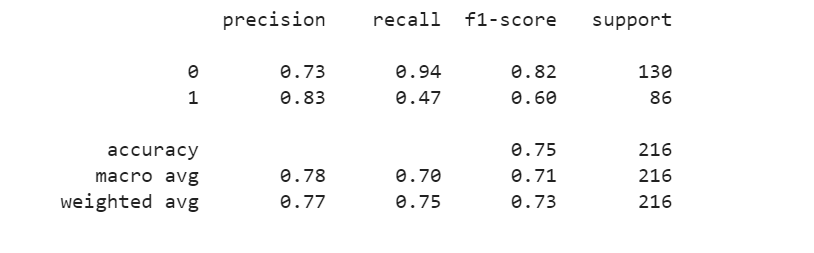 precision recall f1-score support
0 0.73 0.94 0.82 130
1 0.83 0.47 0.60 86
accuracy 0.75 216
macro avg 0.78 0.70 0.71 216
weighted avg 0.77 0.75 0.73 216